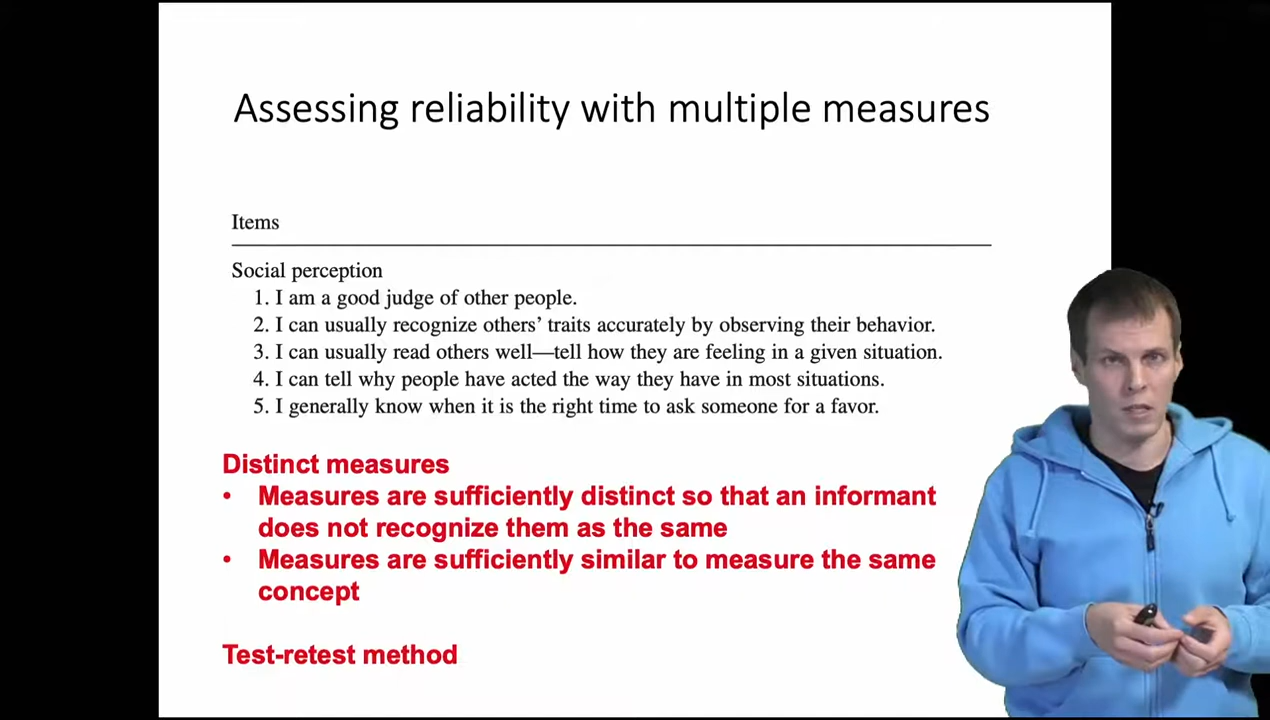 Assessing reliability with multiple measures
Items
Social perception
1. I am a good judge of other people.
2. I can usually recognize others’ traits accurately by observing their behavior.
3. I can usually read others well—tell how they are feeling in a given situation.
4. I can tell why people have acted the way they have in most situations.
5. I generally know when it is the right time to ask someone for a favor.
Distinct measures
• Measures are sufficiently distinct so that an informant
does not recognize them as the same
• Measures are sufficiently similar to measure the same
concept
Test-retest method